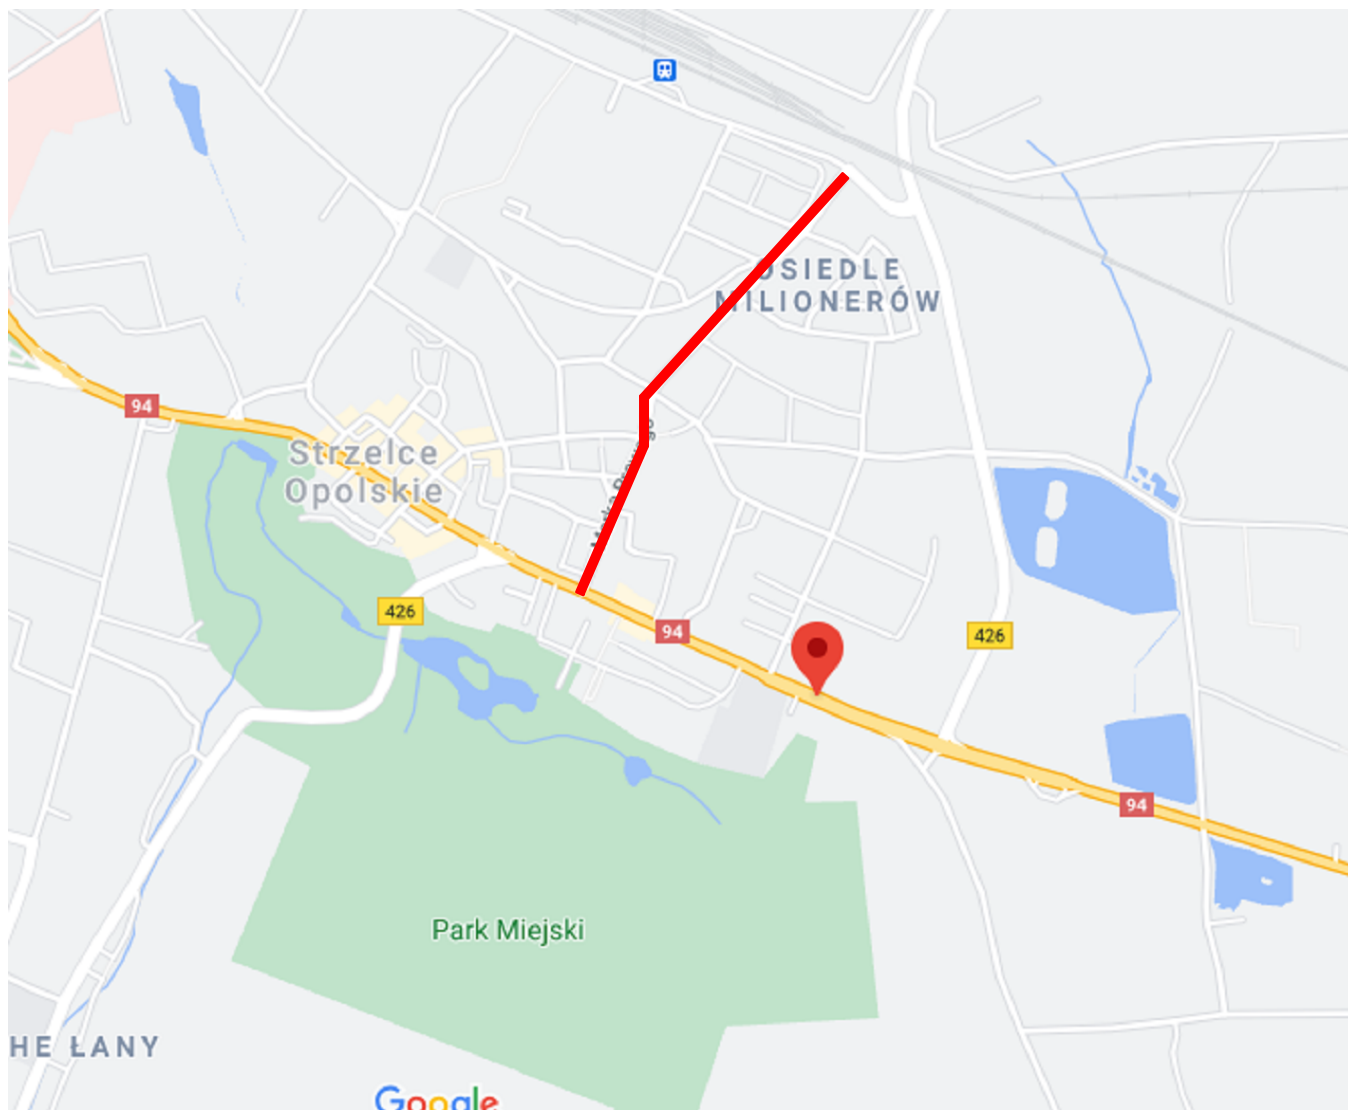 OSIEDLE
MILIONERÓW
94
Strzelce
Opolskie
426
94
426
94
Park Miejski
HE ŁANY
Google